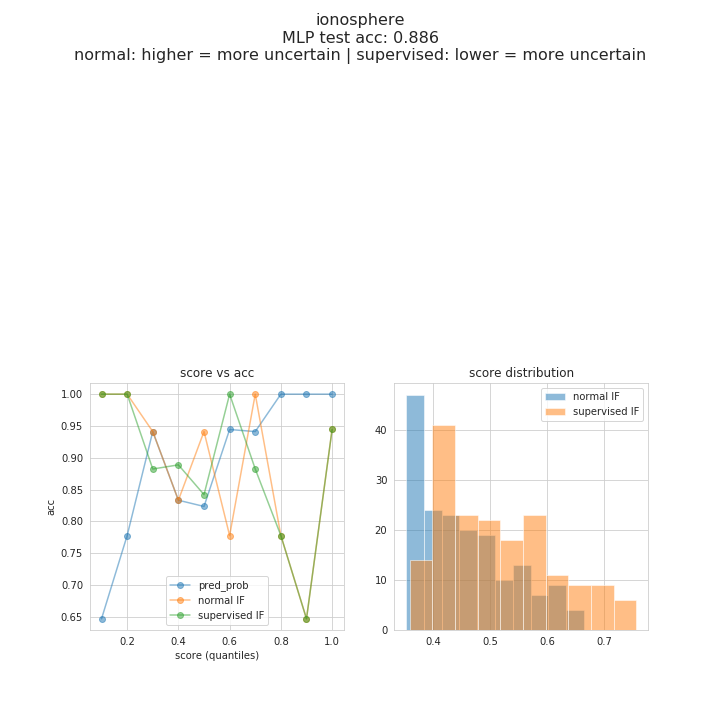 ionosphere
MLP test acc: 0.886
normal: higher = more uncertain | supervised: lower = more uncertain
score vs acc
1.00
0.95
0.90
0.85
0.80
0.75
0.70
0.65
acc
pred_prob
normal IF
supervised IF
0.2
0.4
0.6
0.8
1.0
score (quantiles)
score distribution
normal IF
supervised IF
40
30
20
10
0
0.4
0.5
0.6
0.7